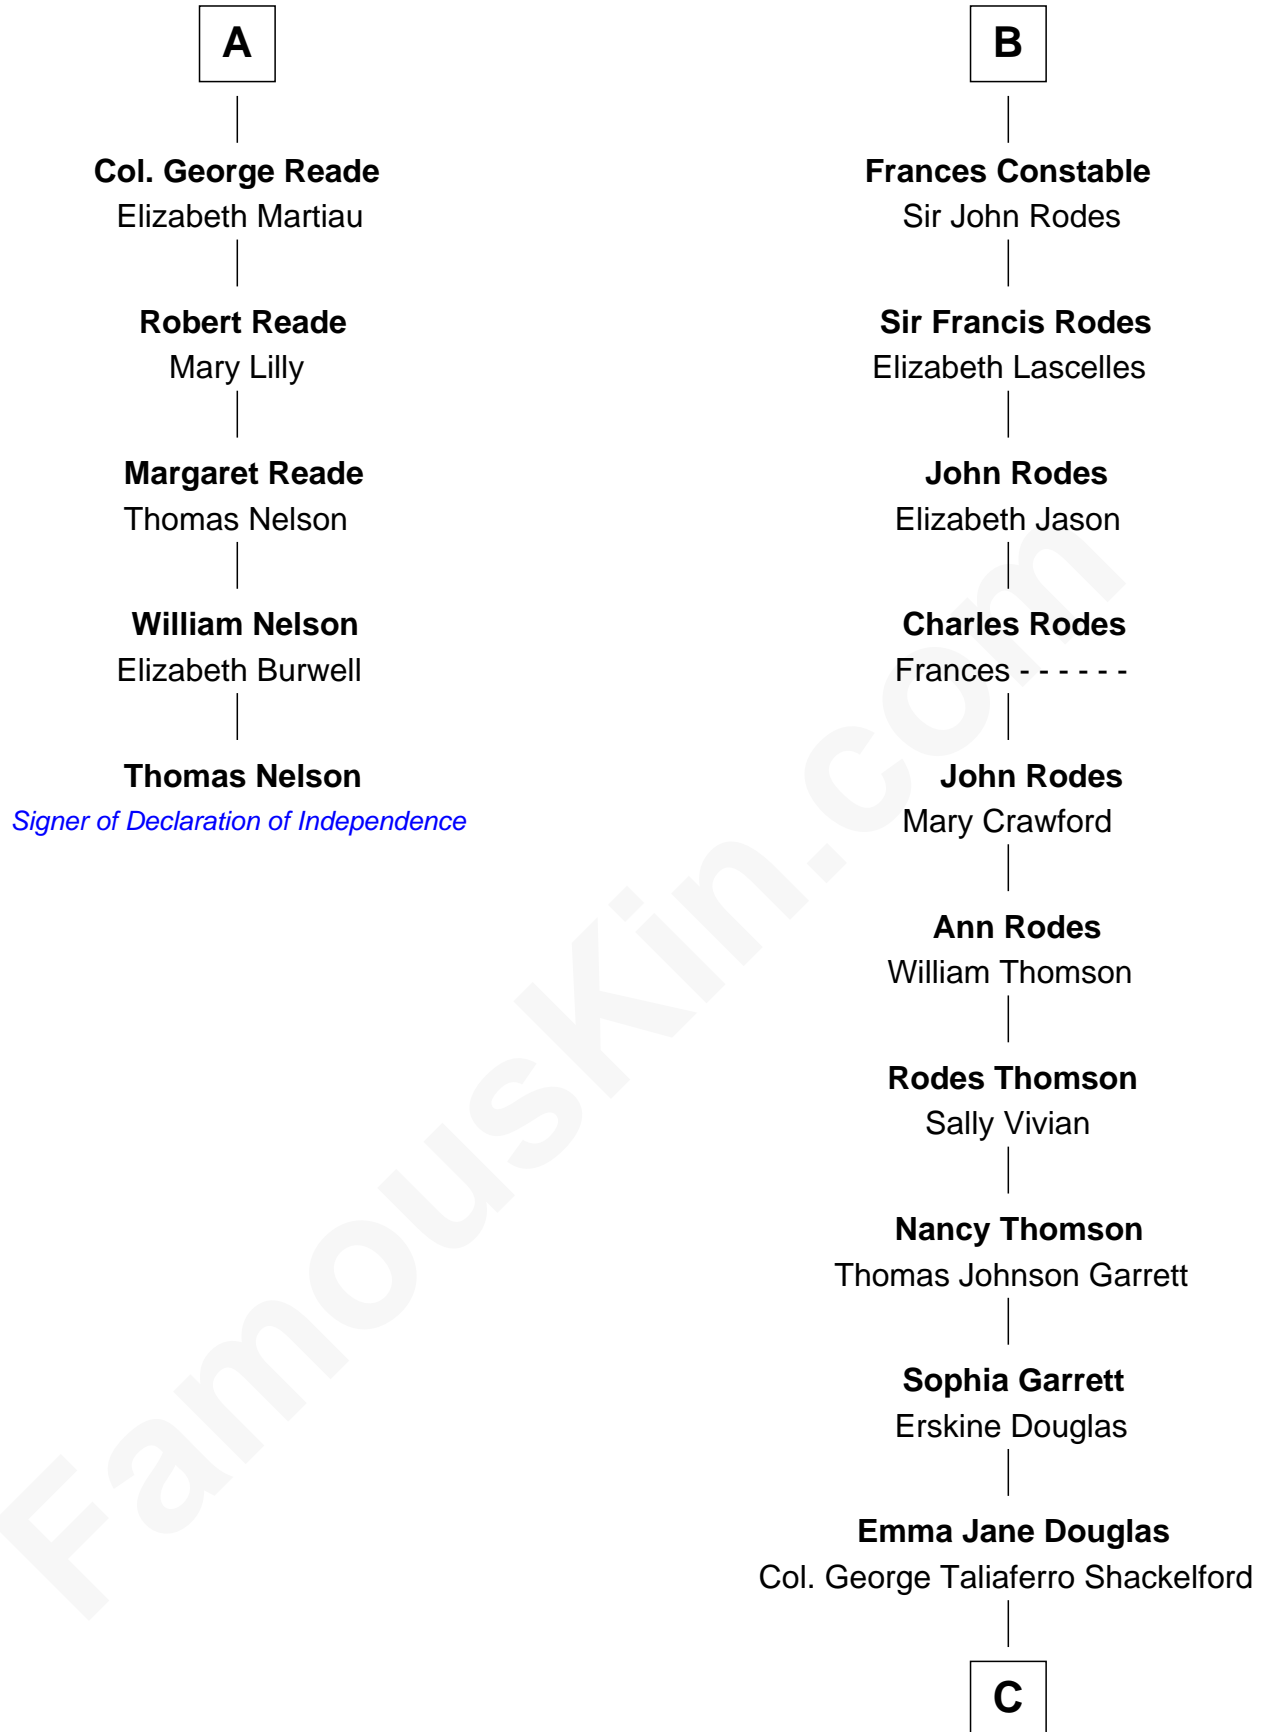 A
Col. George Reade
Elizabeth Martiau
Robert Reade
Mary Lilly
Margaret Reade
Thomas Nelson
William Nelson
Elizabeth Burwell
Thomas Nelson
Signer of Declaration of Independence
B
Frances Constable
Sir John Rodes
Sir Francis Rodes
Elizabeth Lascelles
John Rodes
Elizabeth Jason
Charles Rodes
Frances - - - - - -
John Rodes
Mary Crawford
Ann Rodes
William Thomson
Rodes Thomson
Sally Vivian
Nancy Thomson
Thomas Johnson Garrett
Sophia Garrett
Erskine Douglas
Emma Jane Douglas
Col. George Taliaferro Shackelford
C
FamousKin.com